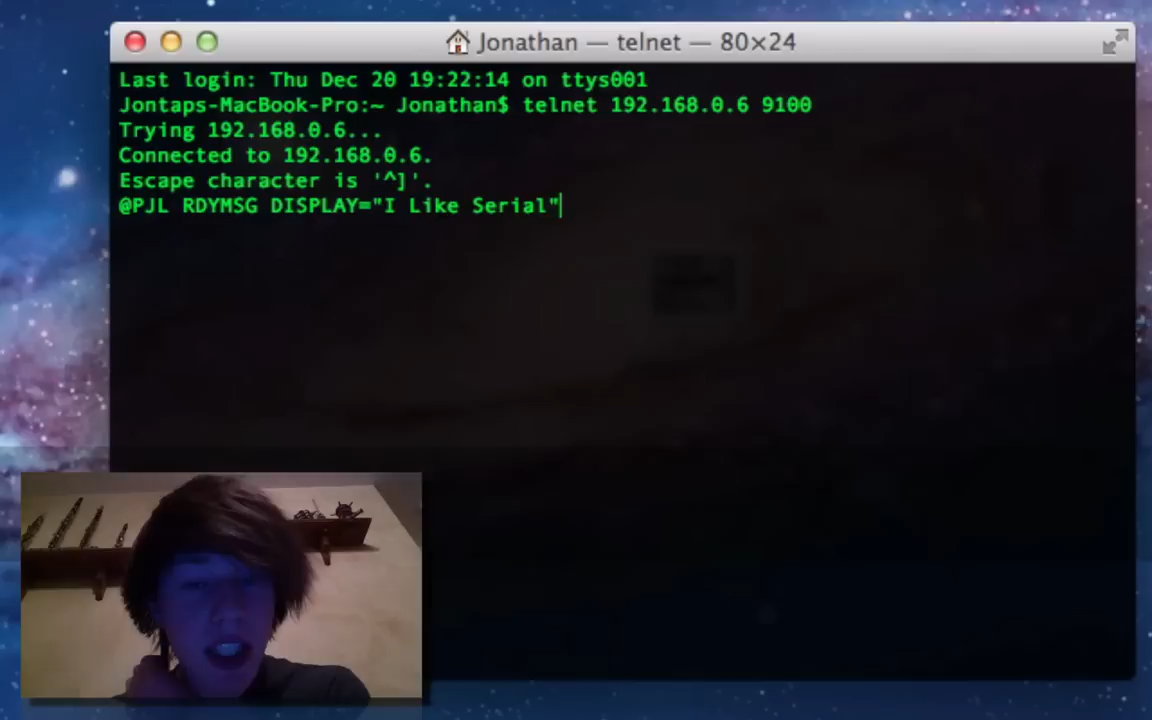 Jonathan — telnet — 80×24
Last login: Thu Dec 20 19:22:14 on ttys001
Jontaps-MacBook-Pro:~ Jonathan$ telnet 192.168.0.6 9100
Trying 192.168.0.6...
Connected to 192.168.0.6.
Escape character is '^]'.
@PJL RDYMSG DISPLAY="I Like Serial"